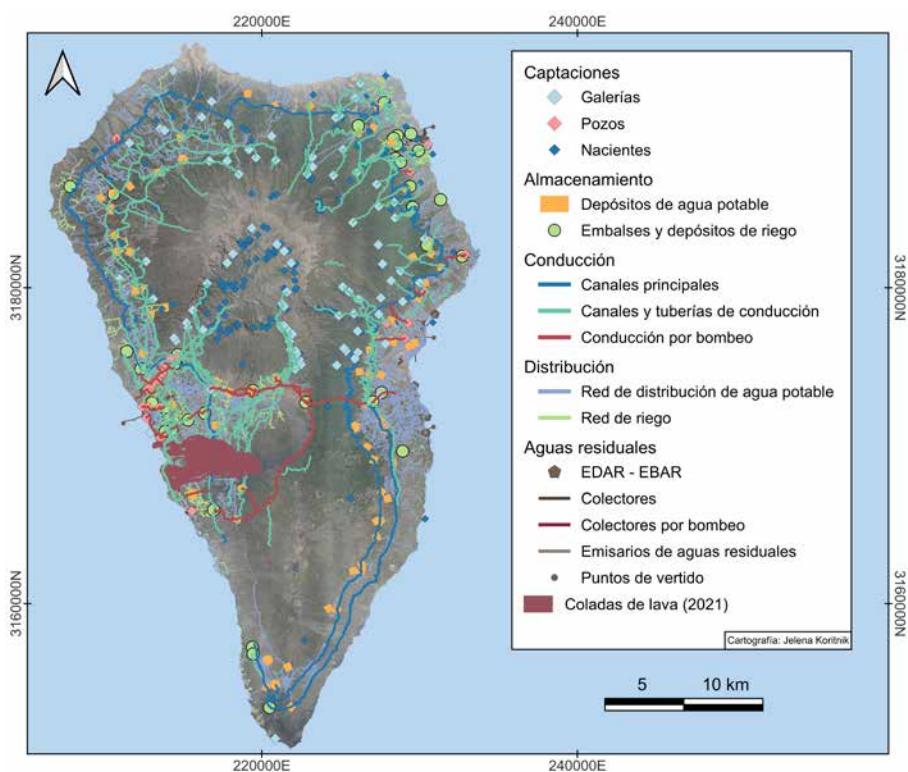 220000E
240000E
Captaciones
Galerías
Pozos
Nacientes
Almacenamiento
Depósitos de agua potable
Embalses y depósitos de riego
Conducción
Canales principales
Canales y tuberías de conducción
Conducción por bombeo
Distribución
Red de distribución de agua potable
Red de riego
Aguas residuales
EDAR - EBAR
Colectores
Colectores por bombeo
Emisarios de aguas residuales
Puntos de vertido
Coladas de lava (2021)
Cartografía: Jelena Koritnik
3180000N
3180000N
3160000N
3160000N
5
10 km
220000E
240000E